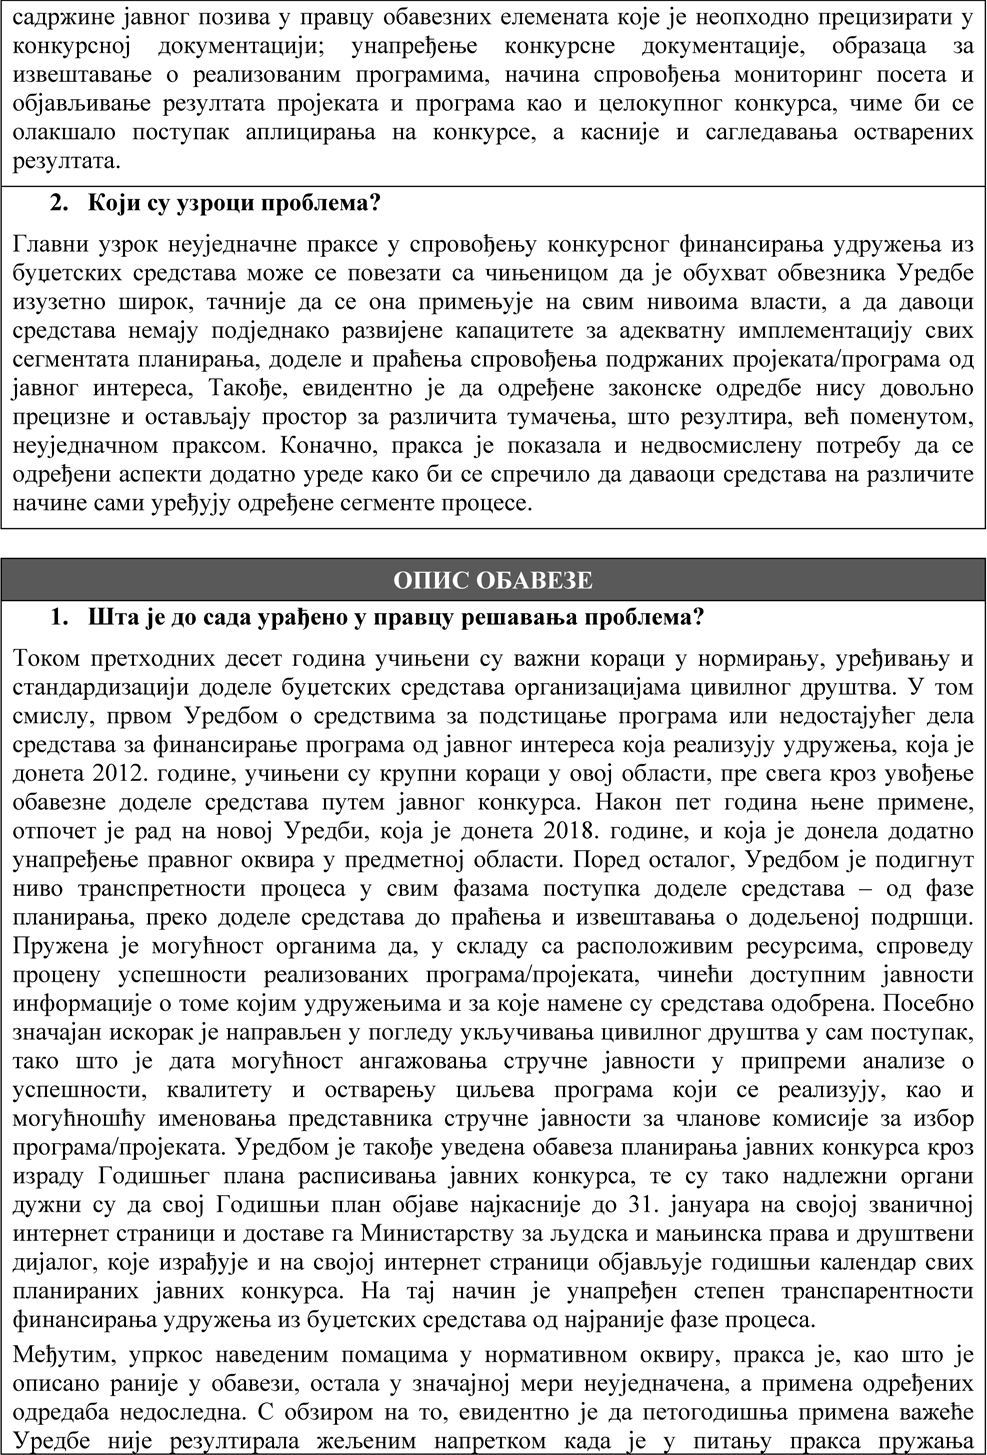 садржине јавног позива у правцу обавезних елемената које је неопходно прецизирати у
конкурсној документацији; унапређење конкурсне документације, образаца за
извештавање о реализованим програмима, начина спровођења мониторинг посета и
објављивање резултата пројеката и програма као и целокупног конкурса, чиме би се
олакшало поступак аплицирања на конкурсе, а касније и сагледавања остварених
резултата.
2. Који су узроци проблема?
Главни узрок неуједначне праксе у спровођењу конкурсног финансирања удружења из
буџетских средстава може се повезати са чињеницом да је обухват обвезника Уредбе
изузетно широк, тачније да се она примењује на свим нивоима власти, а да давоци
средстава немају подједнако развијене капацитете за адекватну имплементацију свих
сегментата планирања, доделе и праћења спровођења подржаних пројеката/програма од
јавног интереса, Такође, евидентно је да одређене законске одредбе нису довољно
прецизне и остављају простор за различита тумачења, што резултира, већ поменутом,
неуједначном праксом. Коначно, пракса је показала и недвосмислену потребу да се
одређени аспекти додатно уреде како би се спречило да даваоци средстава на различите
начине сами уређују одређене сегменте процесе.
ОПИС ОБАВЕЗЕ
1. Шта је до сада урађено у правцу решавања проблема?
Током претходних десет година учињени су важни кораци у нормирању, уређивању и
стандардизацији доделе буџетских средстава организацијама цивилног друштва. У том
смислу, првом Уредбом о средствима за подстицање програма или недостајућег дела
средстава за финансирање програма од јавног интереса која реализују удружења, која је
донета 2012. године, учињени су крупни кораци у овој области, пре свега кроз увођење
обавезне доделе средстава путем јавног конкурса. Након пет година њене примене,
отпочет је рад на новој Уредби, која је донета 2018. године, и која је донела додатно
унапређење правног оквира у предметној области. Поред осталог, Уредбом је подигнут
ниво транспретности процеса у свим фазама поступка доделе средстава – од фазе
планирања, преко доделе средстава до праћења и извештавања о додељеној подршци.
Пружена је могућност органима да, у складу са расположивим ресурсима, спроведу
процену успешности реализованих програма/пројеката, чинећи доступним јавности
информације о томе којим удружењима и за које намене су средстава одобрена. Посебно
значајан искорак је направљен у погледу укључивања цивилног друштва у сам поступак,
тако што је дата могућност ангажовања стручне јавности у припреми анализе о
успешности, квалитету и остварењу циљева програма који се реализују, као и
могућношћу именовања представника стручне јавности за чланове комисије за избор
програма/пројеката. Уредбом је такође уведена обавеза планирања јавних конкурса кроз
израду Годишњег плана расписивања јавних конкурса, те су тако надлежни органи
дужни су да свој Годишњи план објаве најкасније до 31. јануара на својој званичној
интернет страници и доставе га Министарству за људска и мањинска права и друштвени
дијалог, које израђује и на својој интернет страници објављује годишњи календар свих
планираних јавних конкурса. На тај начин је унапређен степен транспарентности
финансирања удружења из буџетских средстава од најраније фазе процеса.
Међутим, упркос наведеним помацима у нормативном оквиру, пракса је, као што је
описано раније у обавези, остала у значајној мери неуједначена, а примена одређених
одредаба недоследна. С обзиром на то, евидентно је да петогодишња примена важеће
Уредбе није резултирала жељеним напретком када је у питању пракса пружања